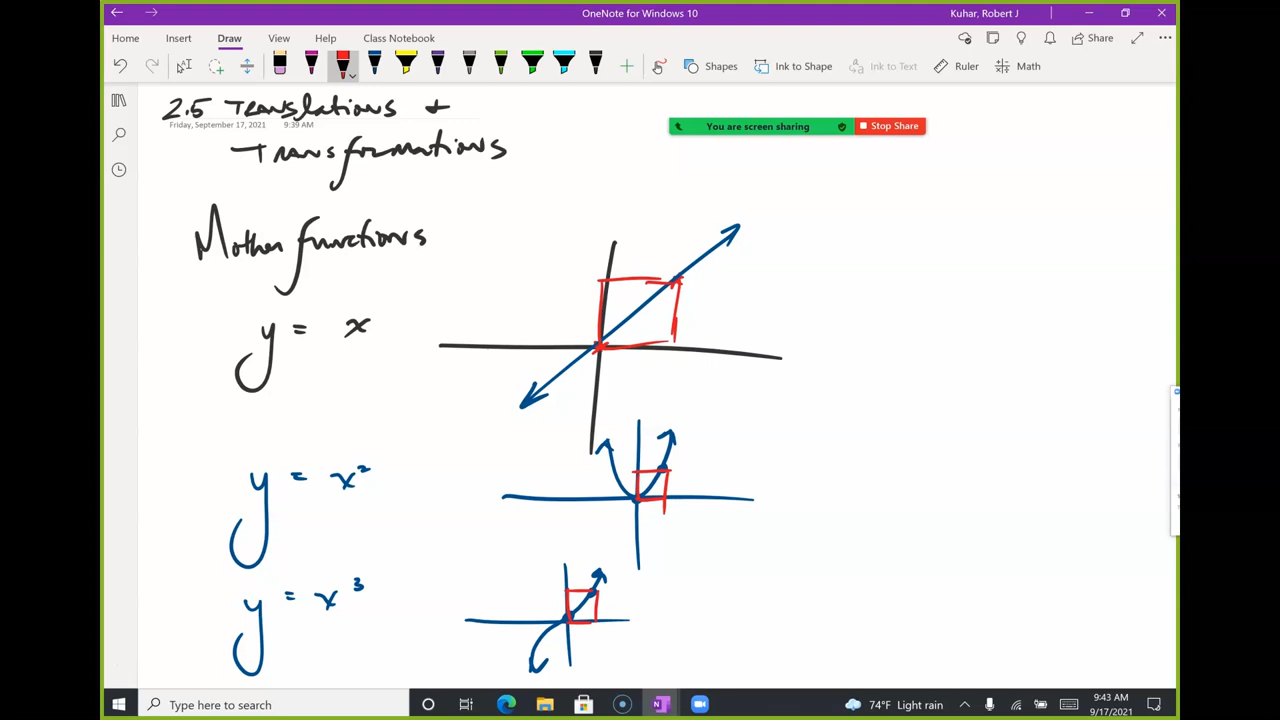 OneNote for Windows 10
Kuhar, Robert J
Home Insert Draw View Help Class Notebook
Share
Shapes Ink to Shape Ink to Text Ruler Math
2.5 Translations +
Friday, September 17, 2021 9:39 AM
You are screen sharing Stop Share
Transformations
Mother functions
y = x
y = x²
y = x³
Type here to search
74°F Light rain
9:43 AM
9/17/2021